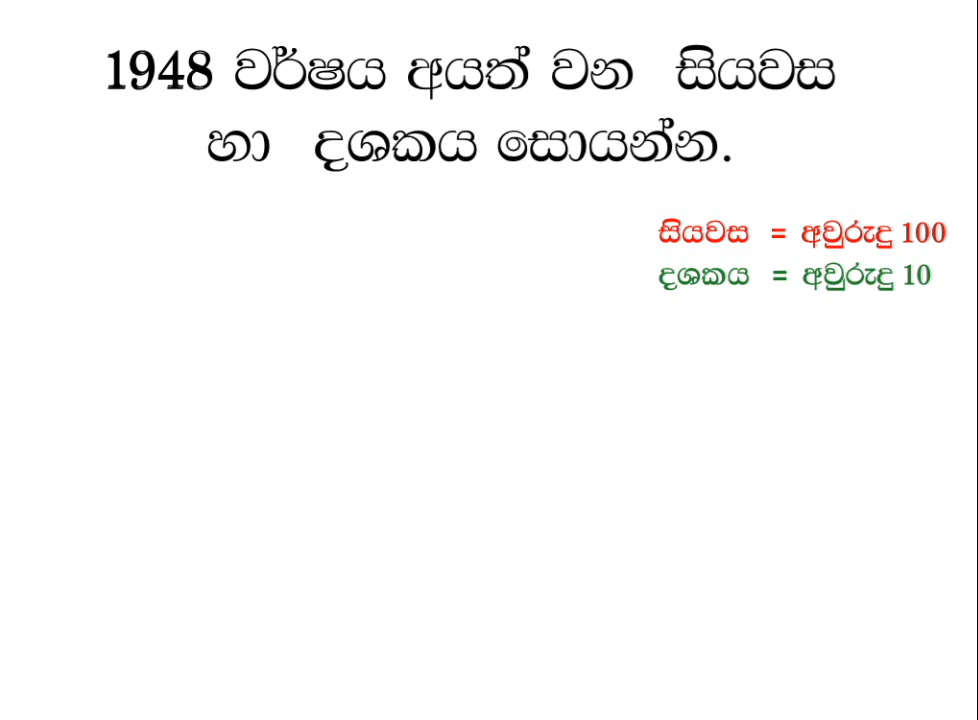 1948 වර්ෂය අයත් වන සියවස
හා දශකය සොයන්න.
සියවස = අවුරුදු 100
දශකය = අවුරුදු 10